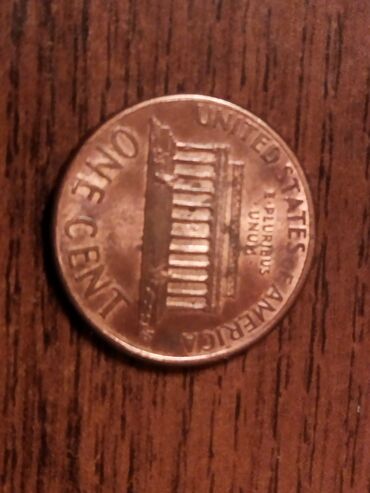 UNITED STATES OF AMERICA
E·PLURIBUS
UNUM
ONE CENT